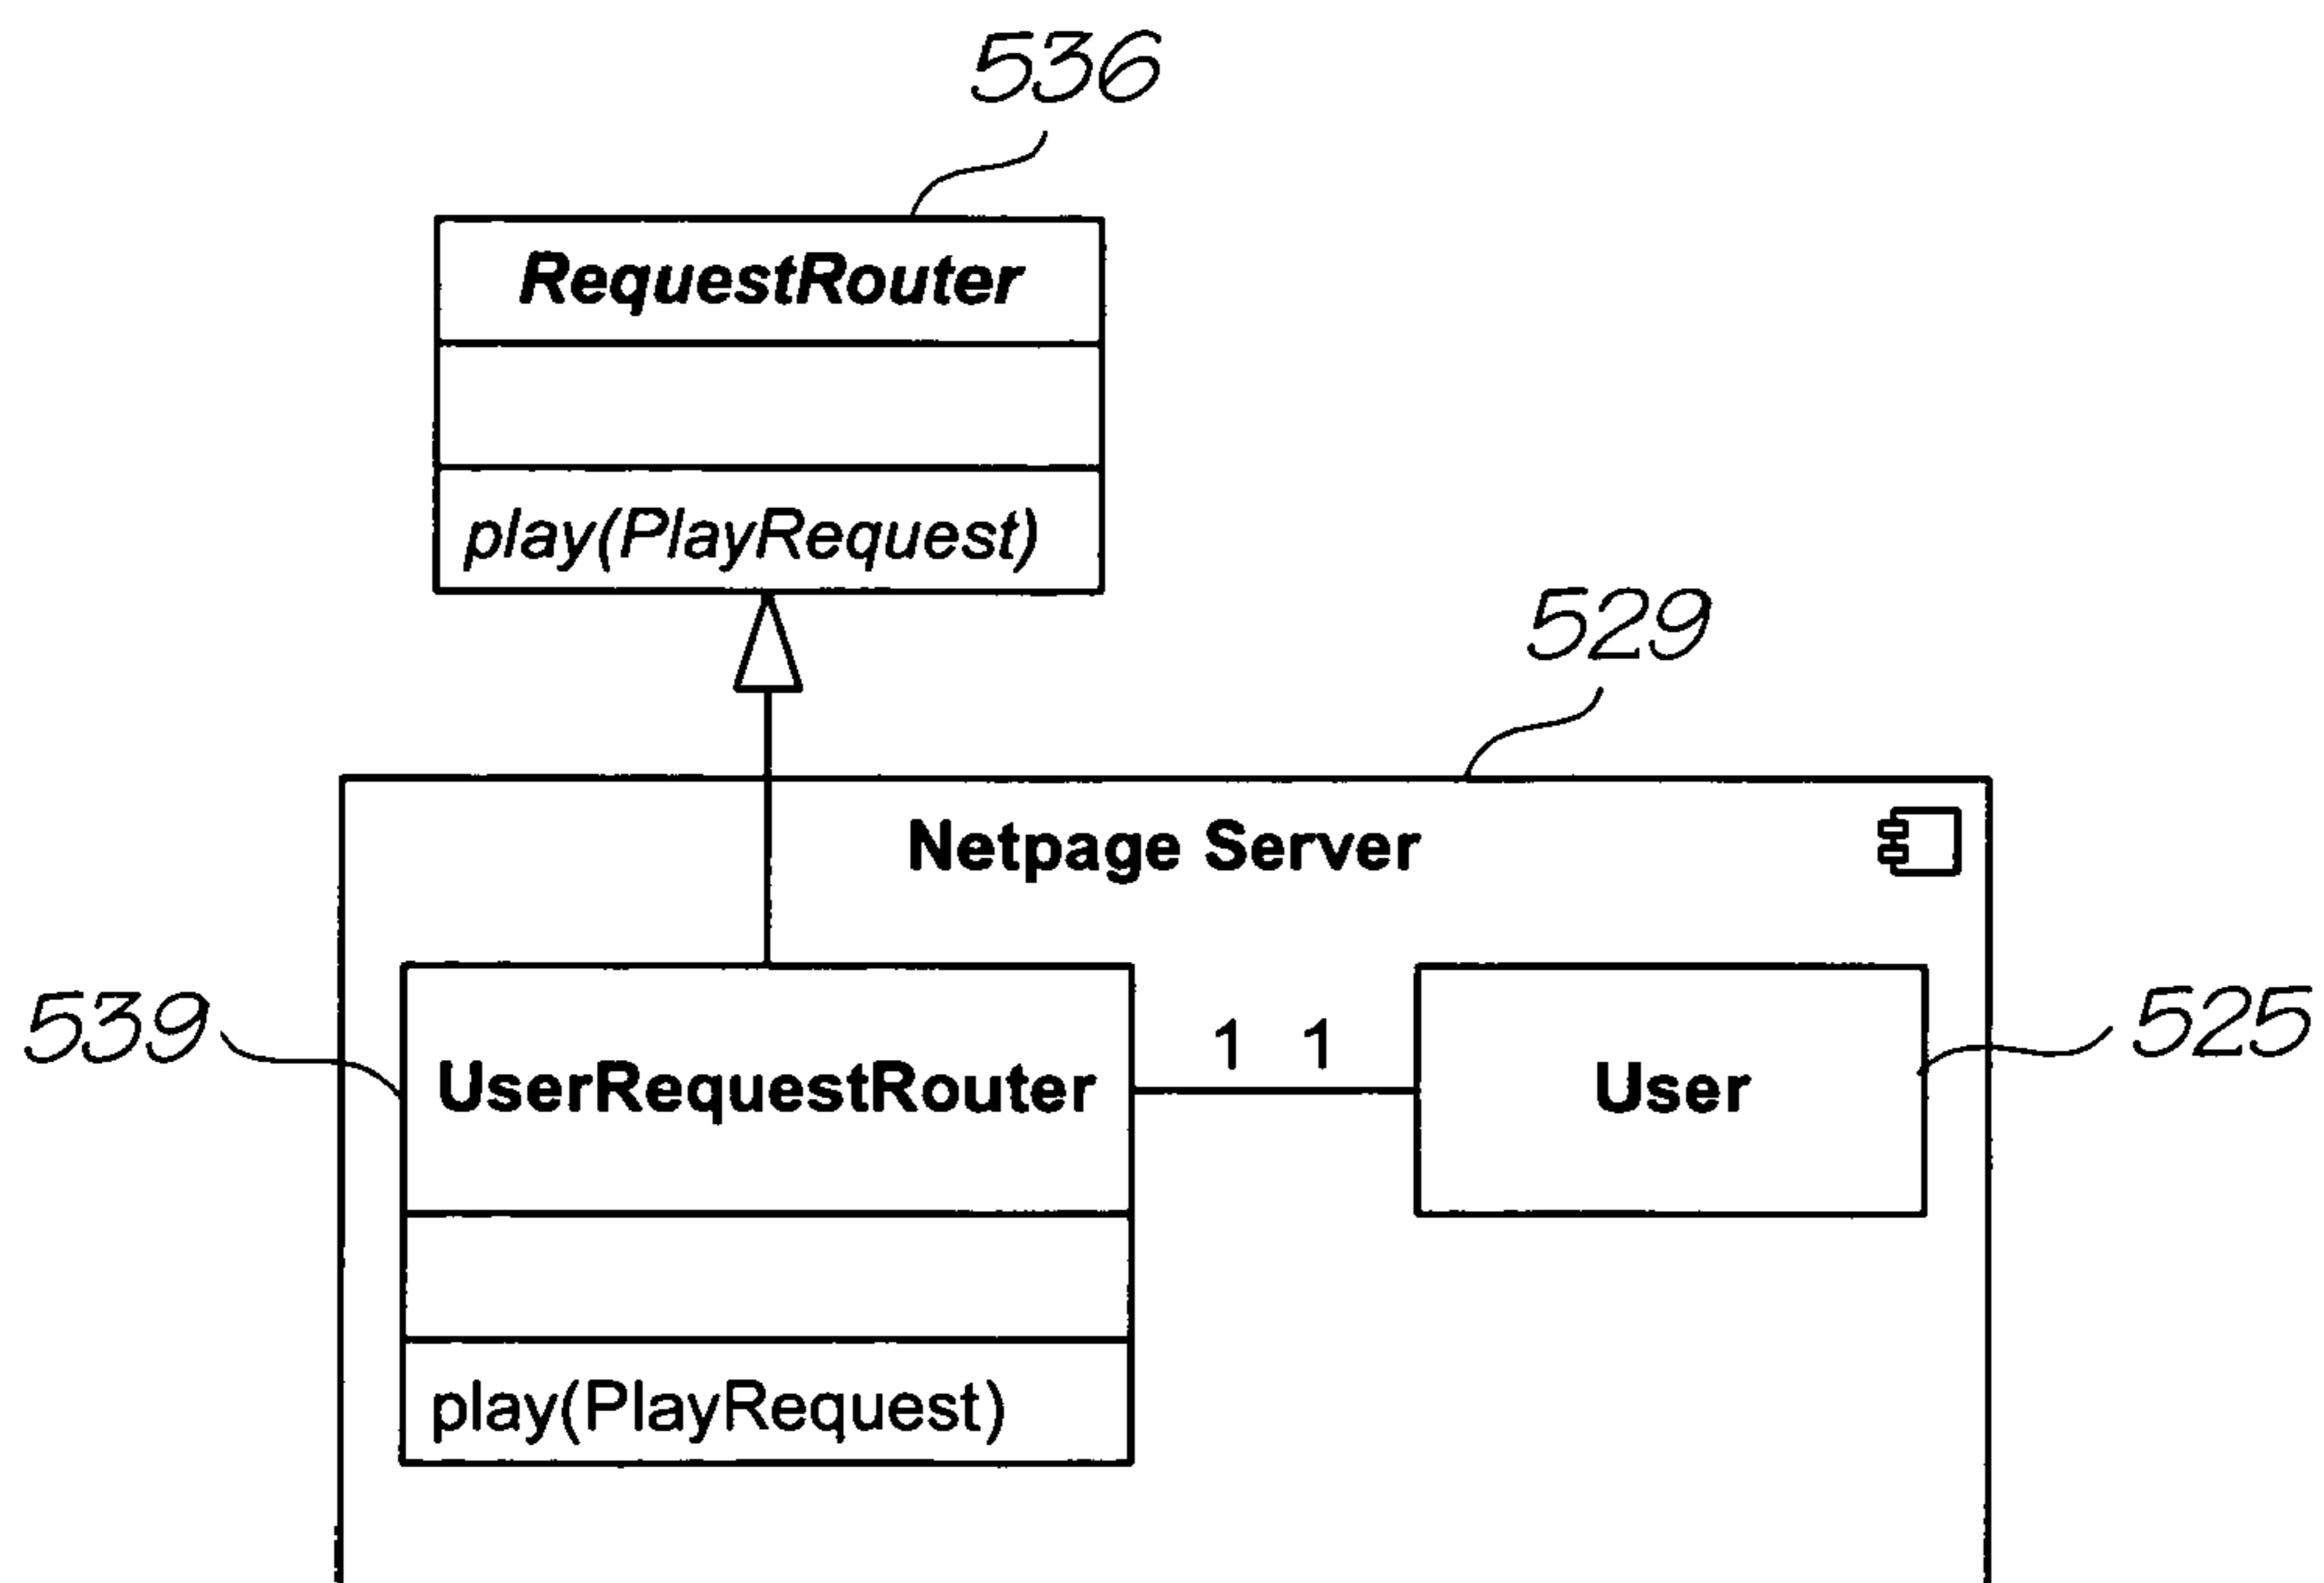 536
RequestRouter
play(PlayRequest)
529
Netpage Server
539
UserRequestRouter
1 1
User
525
play(PlayRequest)